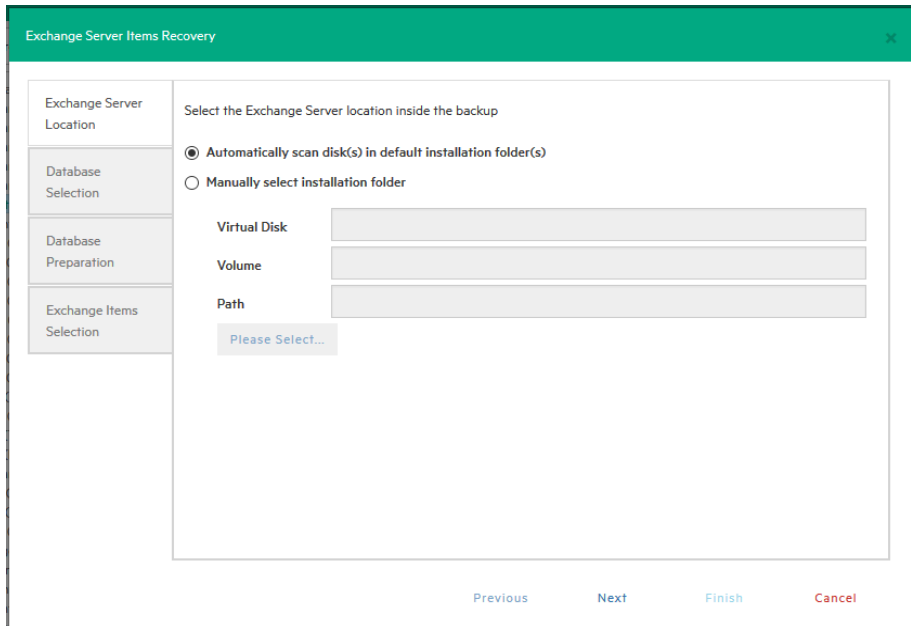 Exchange Server Items Recovery
×
Exchange Server
Location
Database
Selection
Database
Preparation
Exchange Items
Selection
Select the Exchange Server location inside the backup
Automatically scan disk(s) in default installation folder(s)
Manually select installation folder
Virtual Disk
Volume
Path
Please Select...
Previous
Next
Finish
Cancel